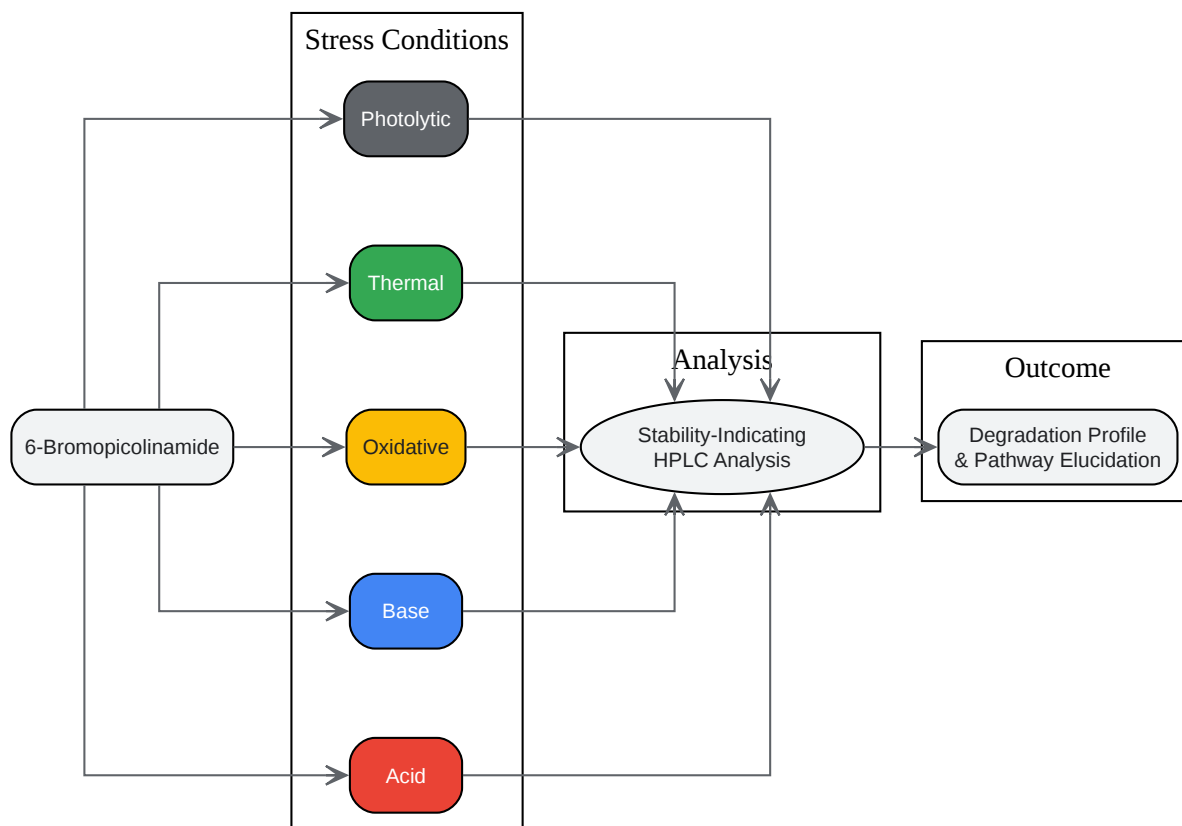 Stress Conditions
Photolytic
Thermal
Analysis
Outcome
6-Bromopicolinamide
Oxidative
Stability-Indicating
HPLC Analysis
Degradation Profile
& Pathway Elucidation
Base
Acid